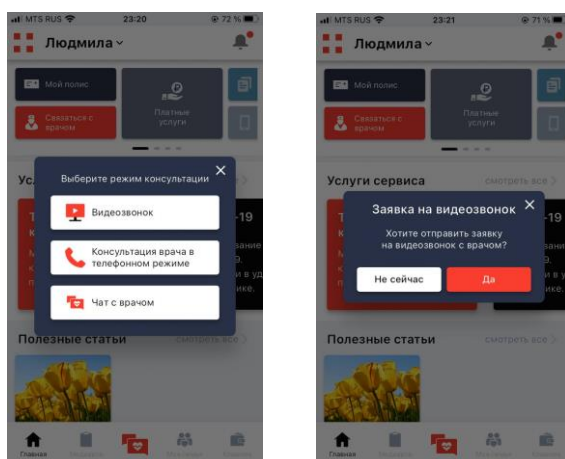 MTS RUS 23:20 72 %
Людмила
Мой полис
Связаться с
врачом
Платные
услуги
Выберите режим консультации
Видеозвонок
Консультация врача в
телефонном режиме
Чат с врачом
Полезные статьи смотреть все
Главная
MTS RUS 23:21 71 %
Людмила
Мой полис
Связаться с
врачом
Платные
услуги
Услуги сервиса смотреть все
Заявка на видеозвонок
Хотите отправить заявку
на видеозвонок с врачом?
Не сейчас Да
Полезные статьи смотреть все
Главная